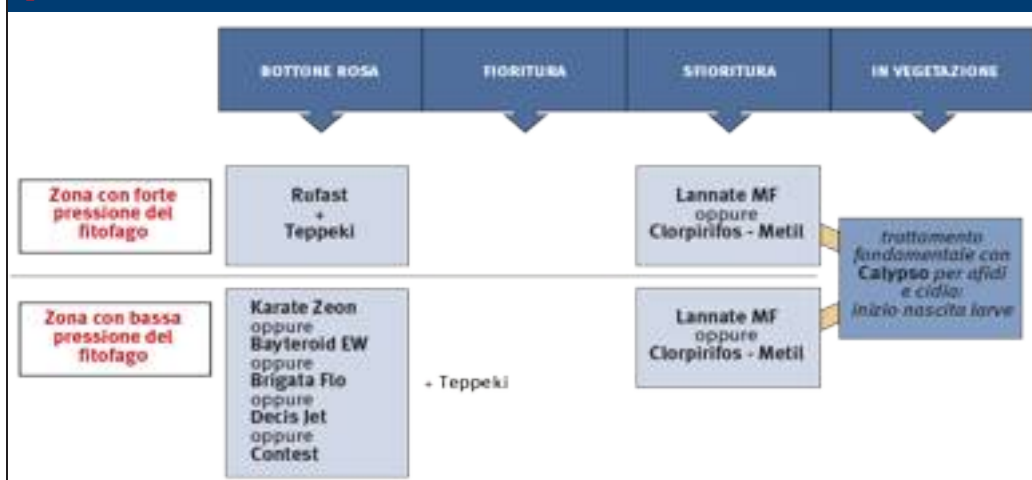 BOTTONE ROSA
FIORITURA
SFIORITURA
IN VEGETAZIONE
Zona con forte
pressione del
fitofago
Rufast
+
Teppeki
Lannate MF
oppure
Clorpirifos - Metil
trattamento
fondamentale con
Calypso per afidi
e cidia:
inizio nascita larve
Zona con bassa
pressione del
fitofago
Karate Zeon
oppure
Bayteroid EW
oppure
Brigata Flo
oppure
Decis Jet
oppure
Contest
+ Teppeki
Lannate MF
oppure
Clorpirifos - Metil